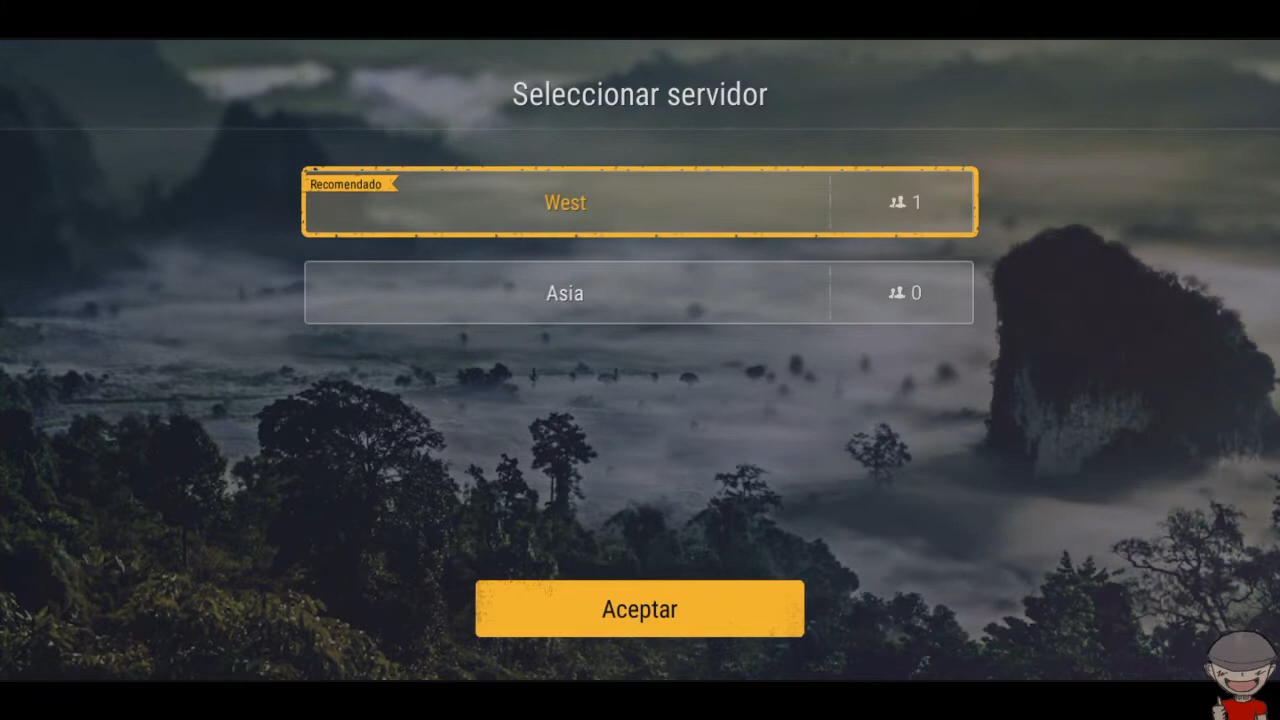 Seleccionar servidor
Recomendado
West 1
Asia 0
Aceptar